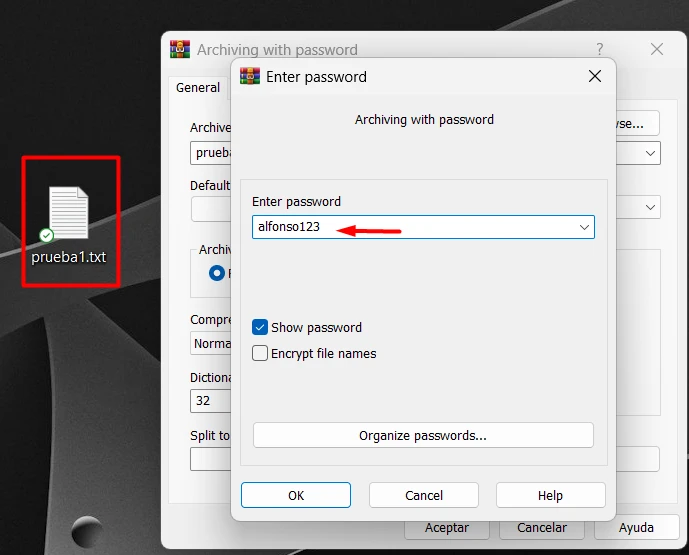 Archiving with password
?
Enter password
General
Archiving with password
Archive
wse...
prueba
Default
Enter password
alfonso123
prueba1.txt
Archiv
Show password
Compre
Encrypt file names
Norma
Dictiona
32
Organize passwords...
Split to
OK Cancel Help
Aceptar Cancelar Ayuda